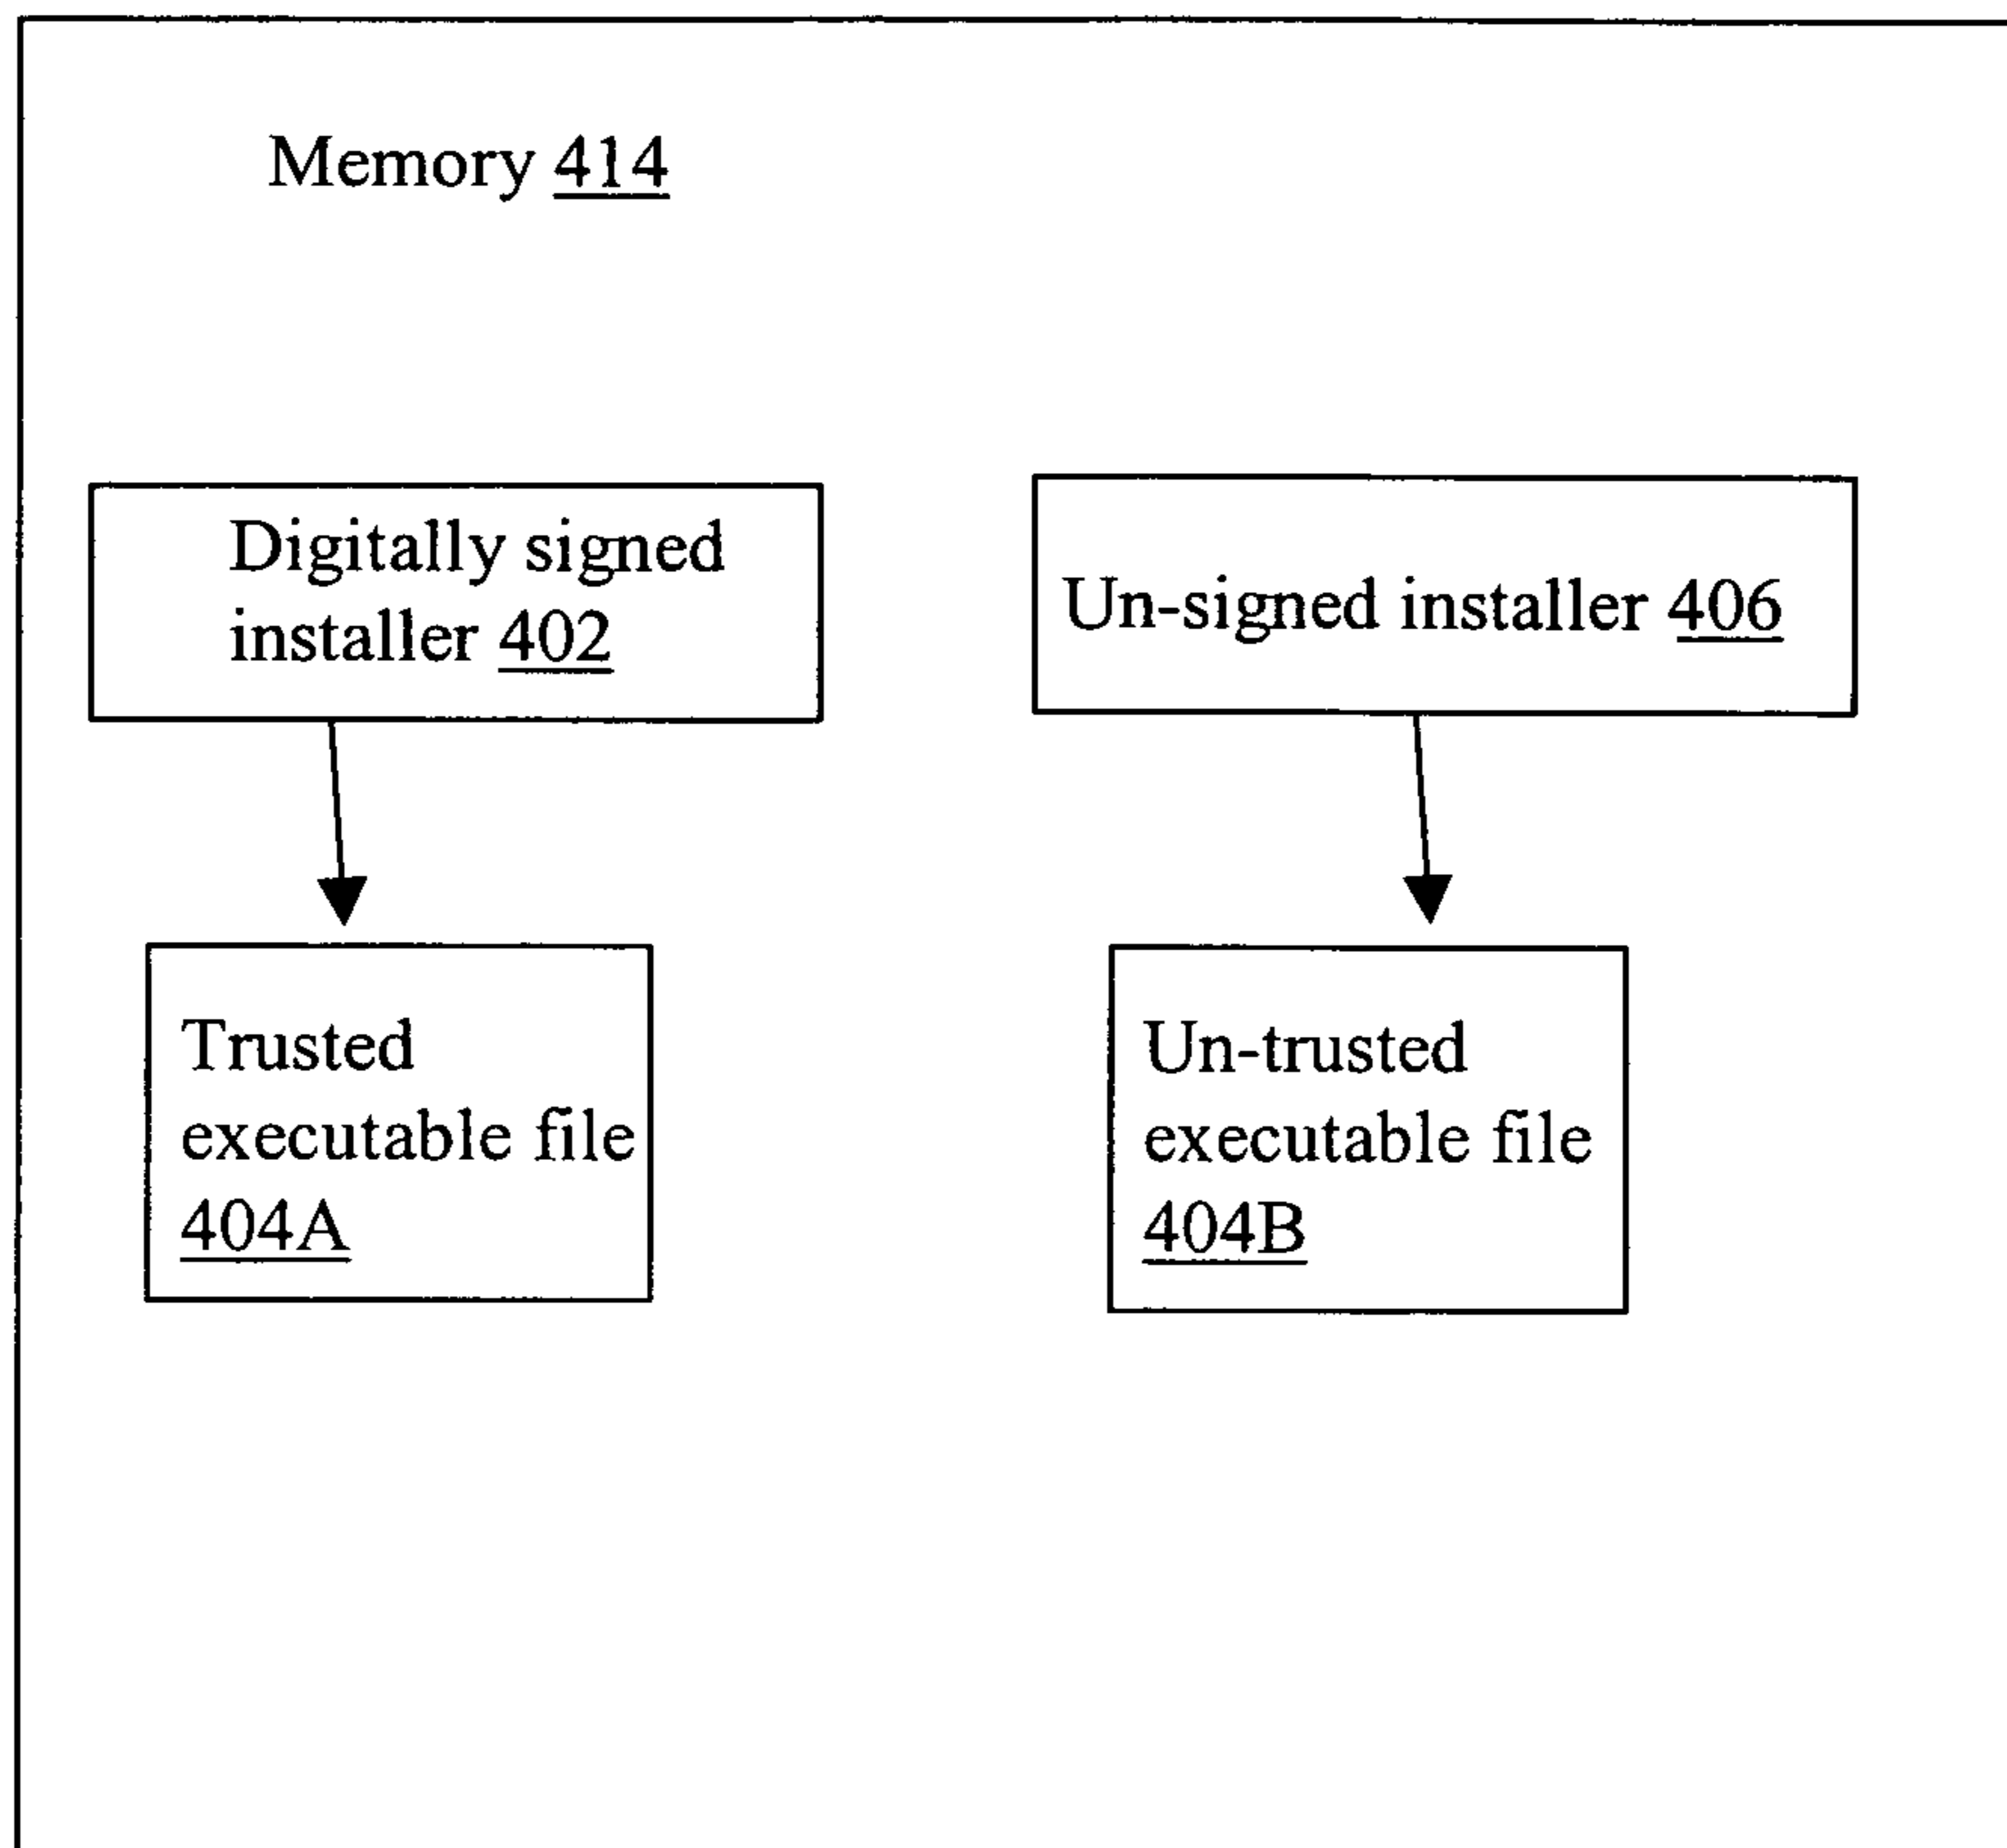 Memory 414
Digitally signed
installer 402
Un-signed installer 406
Trusted
executable file
404A
Un-trusted
executable file
404B